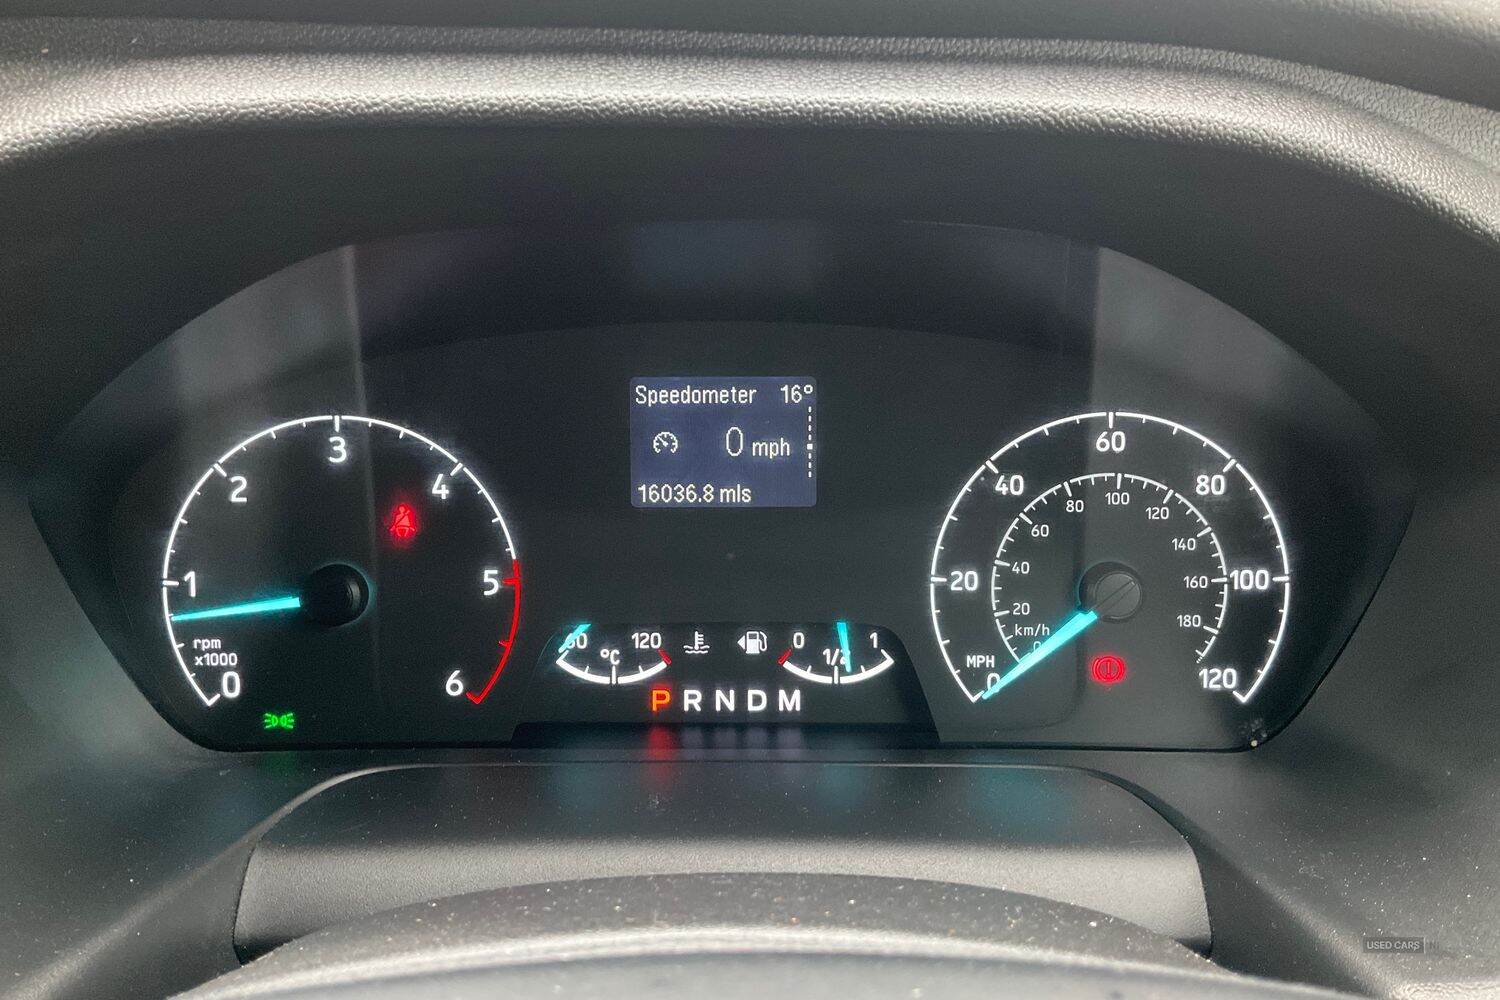 Speedometer 16°
0 mph
16036.8 mls
0 1 2 3 4 5 6
rpm
x1000
60 120
°C
0 1/2 1
P R N D M
0 20 40 60 80 100 120
MPH
km/h
0 20 40 60 80 100 120 140 160 180
USED CARS NI